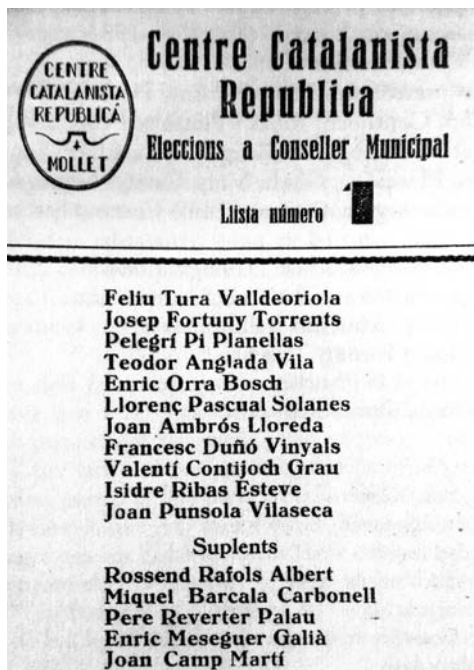 CENTRE
CATALANISTA
REPUBLICÀ
MOLLET
Centre Catalanista
Republica
Eleccions a Conseller Municipal
Llista número 1
Feliu Tura Valldeoriola
Josep Fortuny Torrents
Pelegrí Pi Planellas
Teodor Anglada Vila
Enric Orra Bosch
Llorenç Pascual Solanes
Joan Ambrós Lloreda
Francesc Duñó Vinyals
Valentí Contijoch Grau
Isidre Ribas Esteve
Joan Punsola Vilaseca
Suplents
Rossend Rafols Albert
Miquel Barcala Carbonell
Pere Reverter Palau
Enric Meseguer Galià
Joan Camp Martí